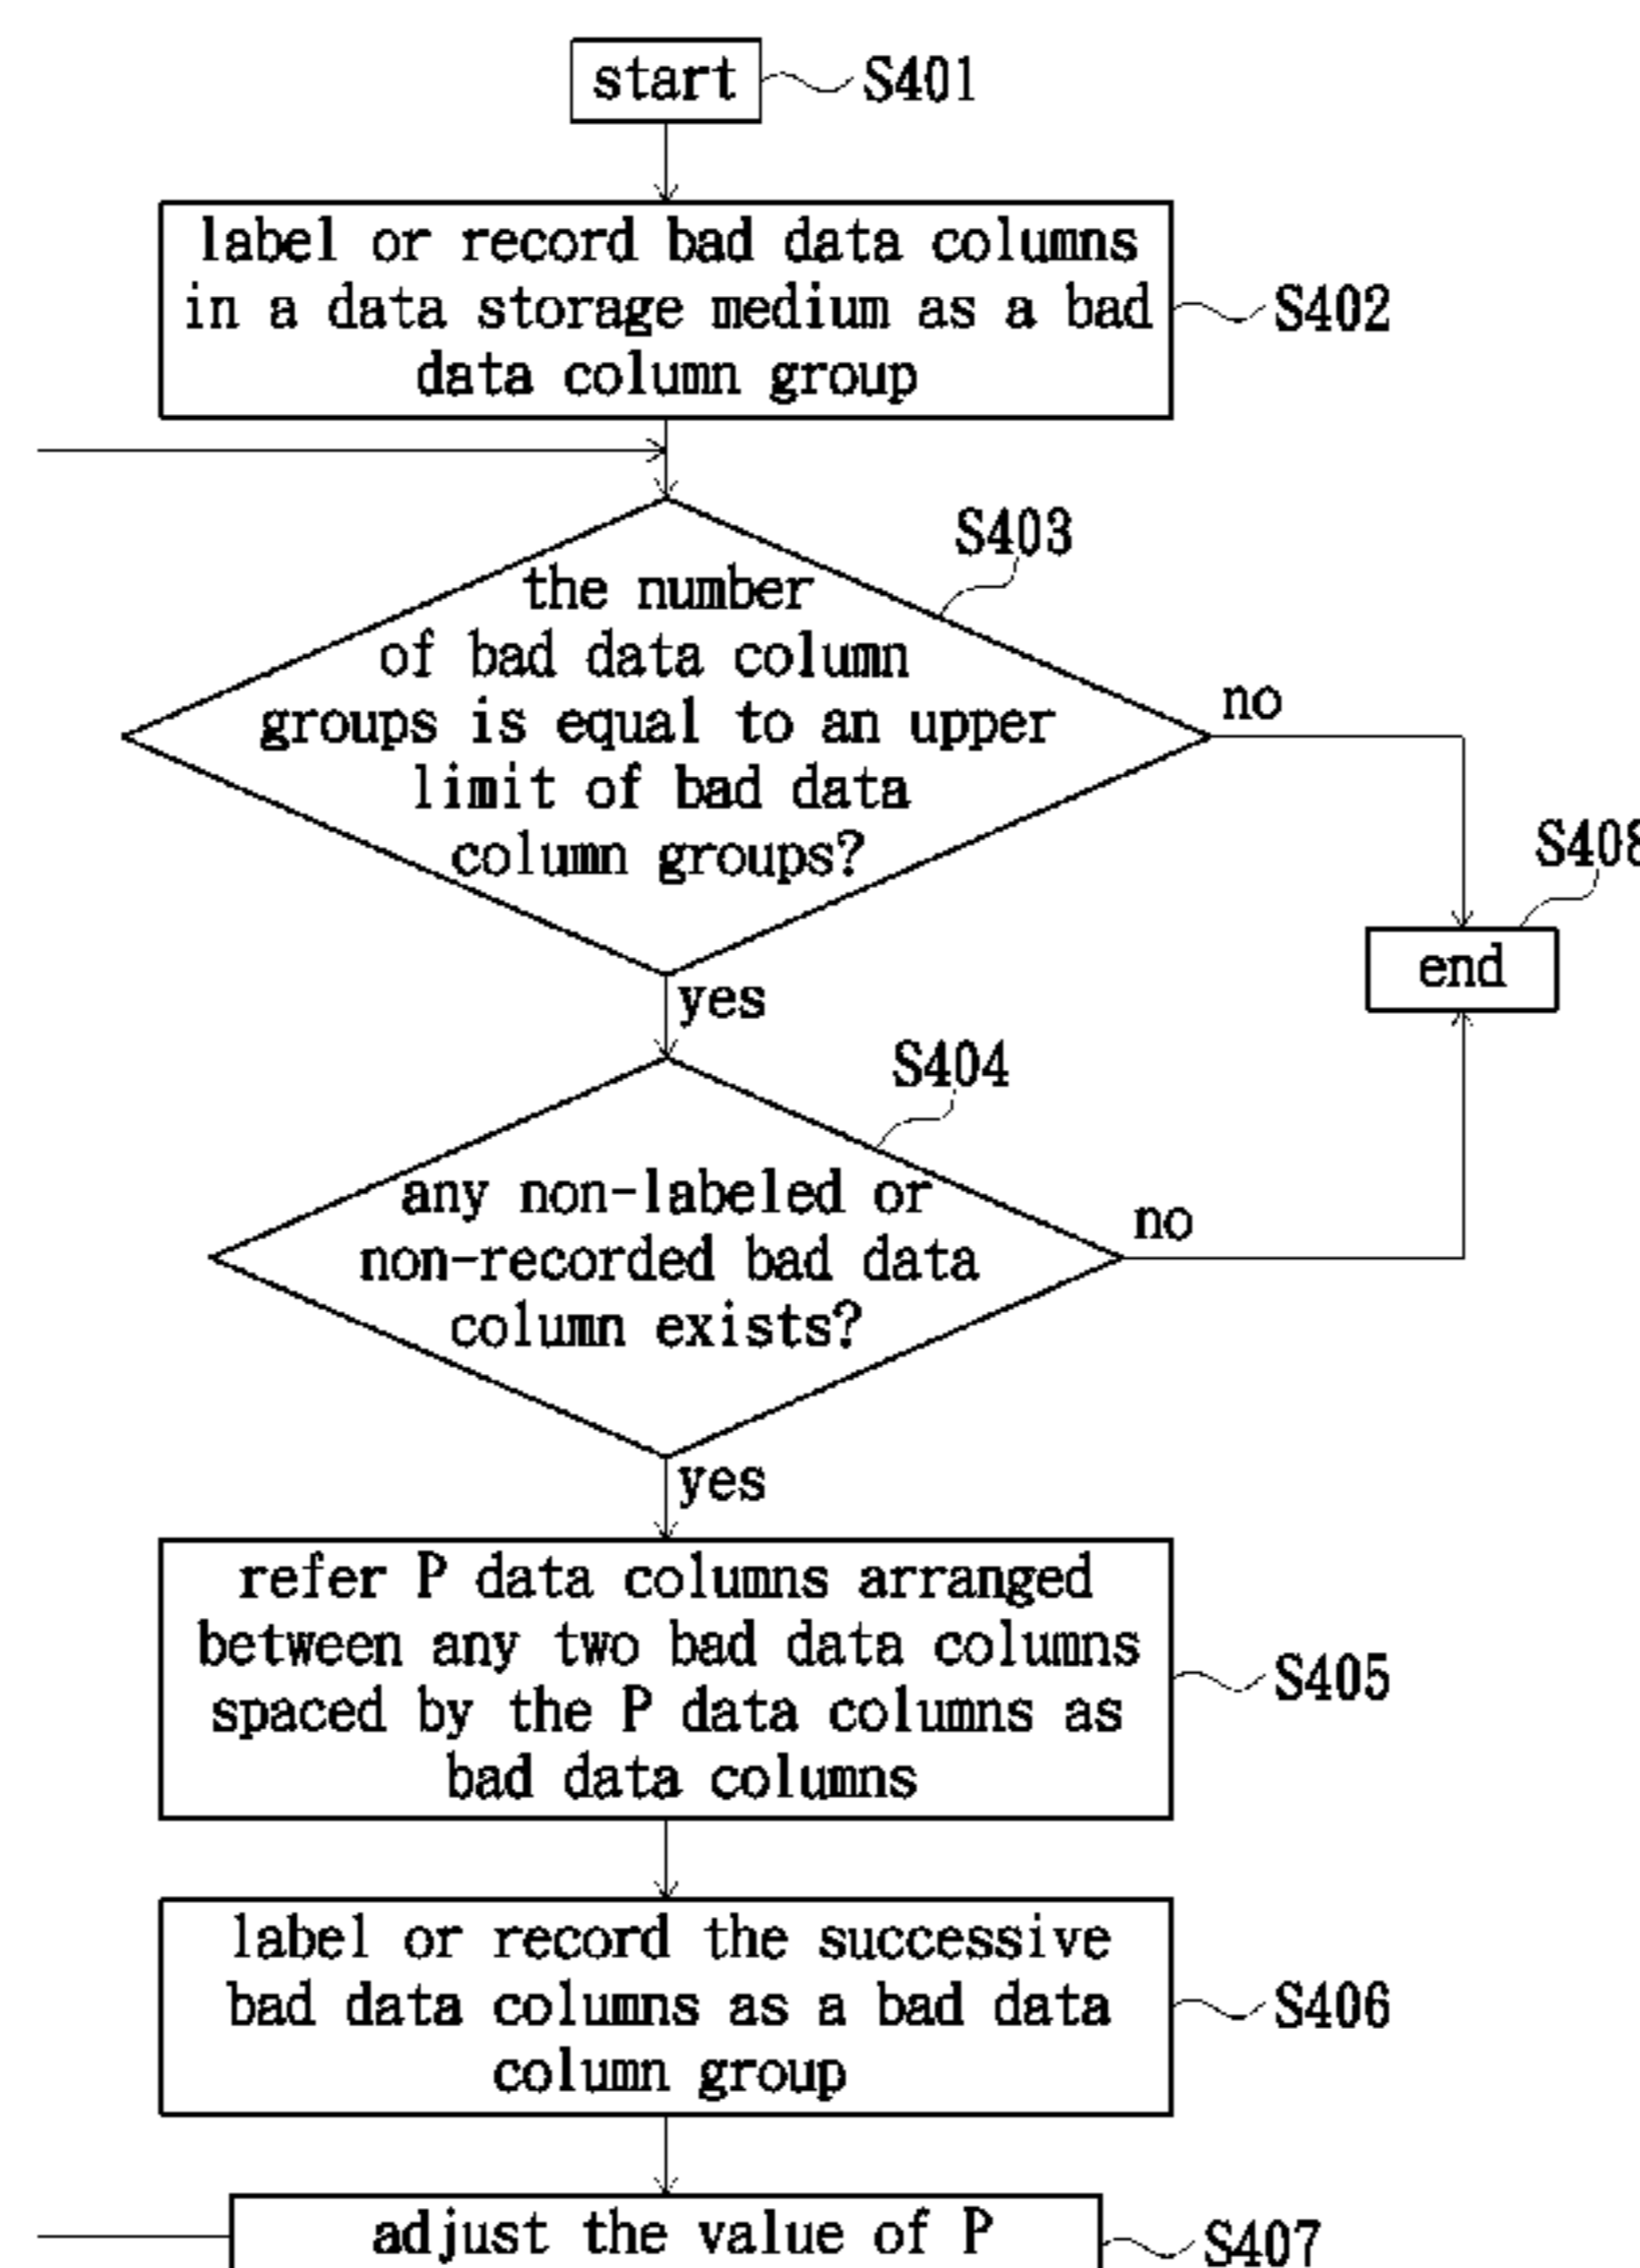 start
S401
label or record bad data columns
in a data storage medium as a bad
data column group
S402
S403
the number
of bad data column
groups is equal to an upper
limit of bad data
column groups?
no
S408
end
yes
S404
any non-labeled or
non-recorded bad data
column exists?
no
yes
refer P data columns arranged
between any two bad data columns
spaced by the P data columns as
bad data columns
S405
label or record the successive
bad data columns as a bad data
column group
S406
adjust the value of P
S407